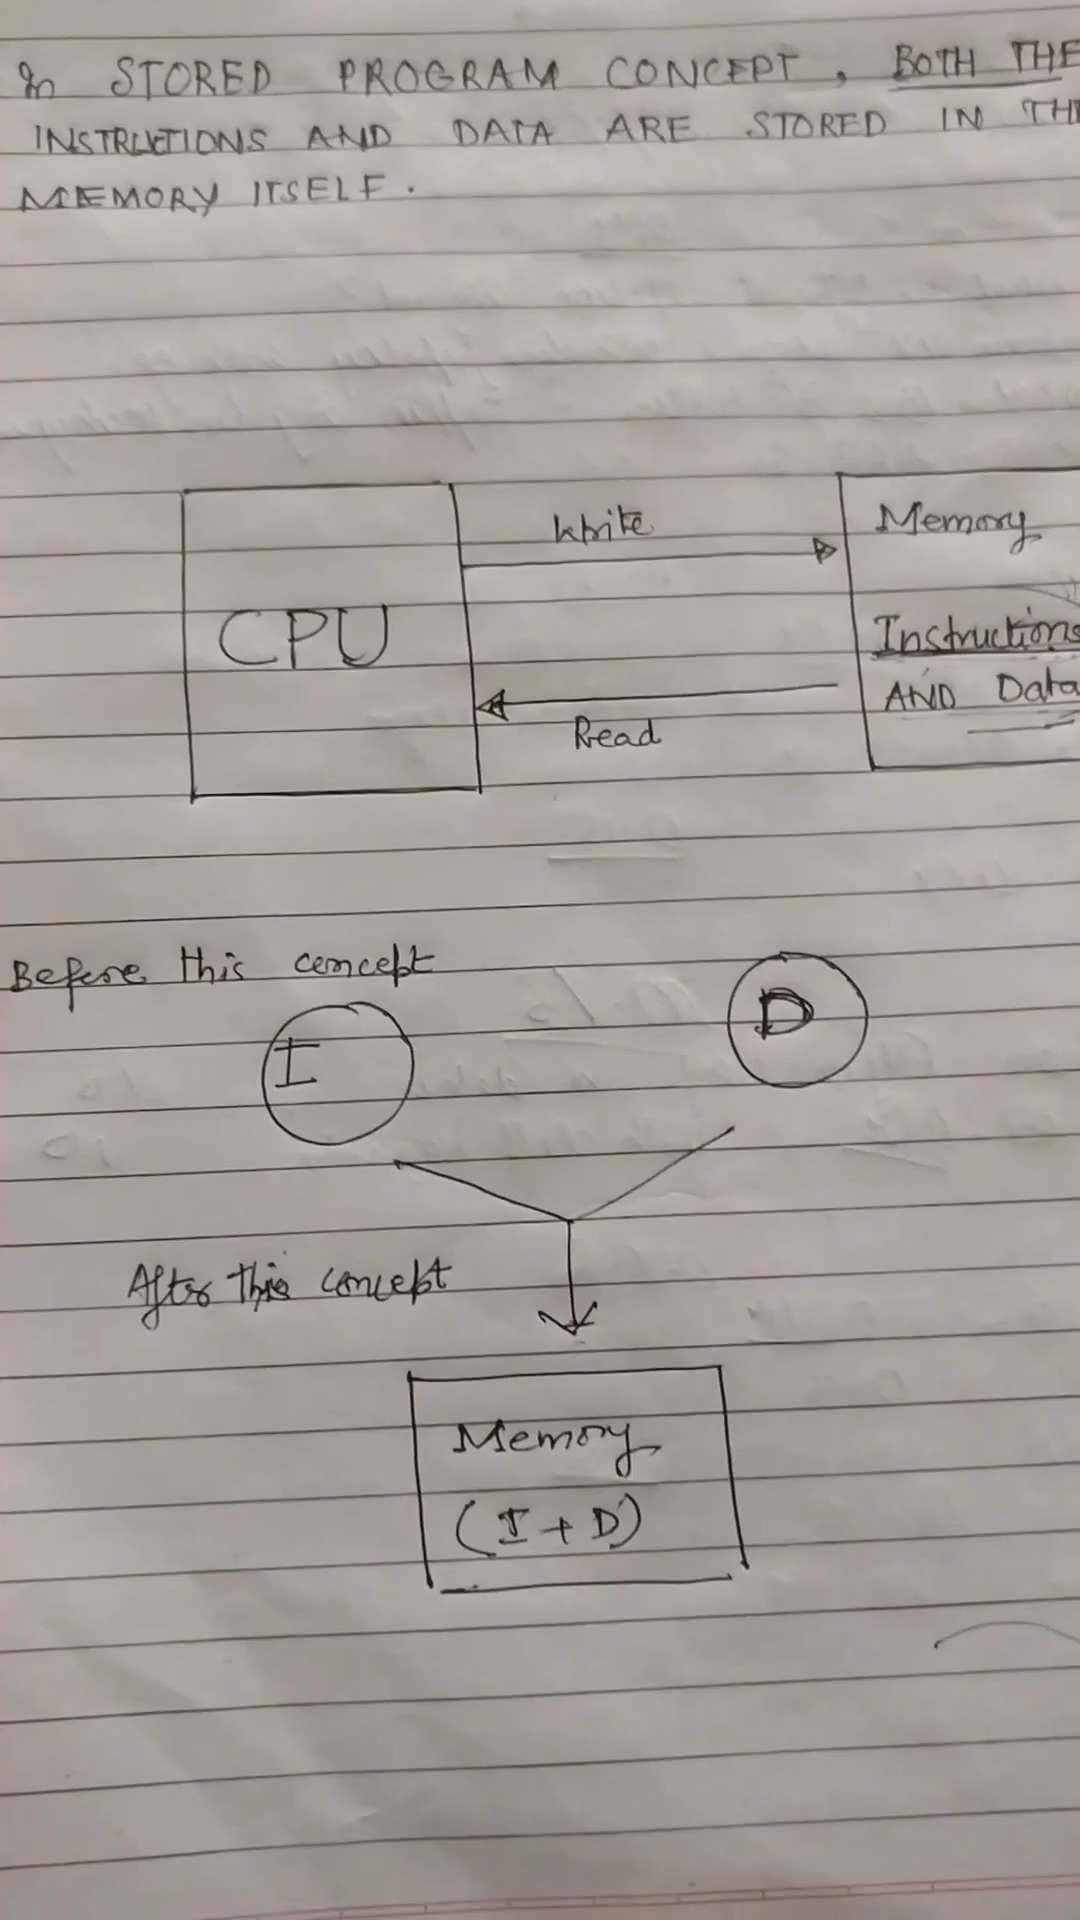 In STORED PROGRAM CONCEPT, BOTH THE
INSTRUCTIONS AND DATA ARE STORED IN THE
MEMORY ITSELF.
Write
Memory
CPU
Instructions
AND Data
Read
Before this concept
I
D
After this concept
Memory
(I + D)